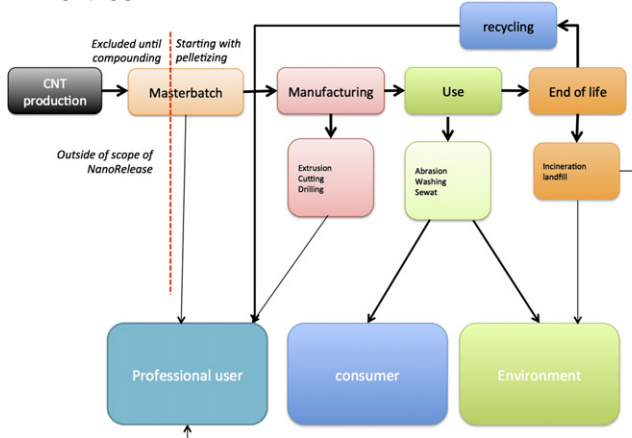 recycling
Excluded until
compounding
Starting with
pelletizing
CNT
production
Masterbatch
Manufacturing
Use
End of life
Outside of scope of
NanoRelease
Extrusion
Cutting
Drilling
Abrasion
Washing
Sewat
Incineration
landfill
Professional user
consumer
Environment